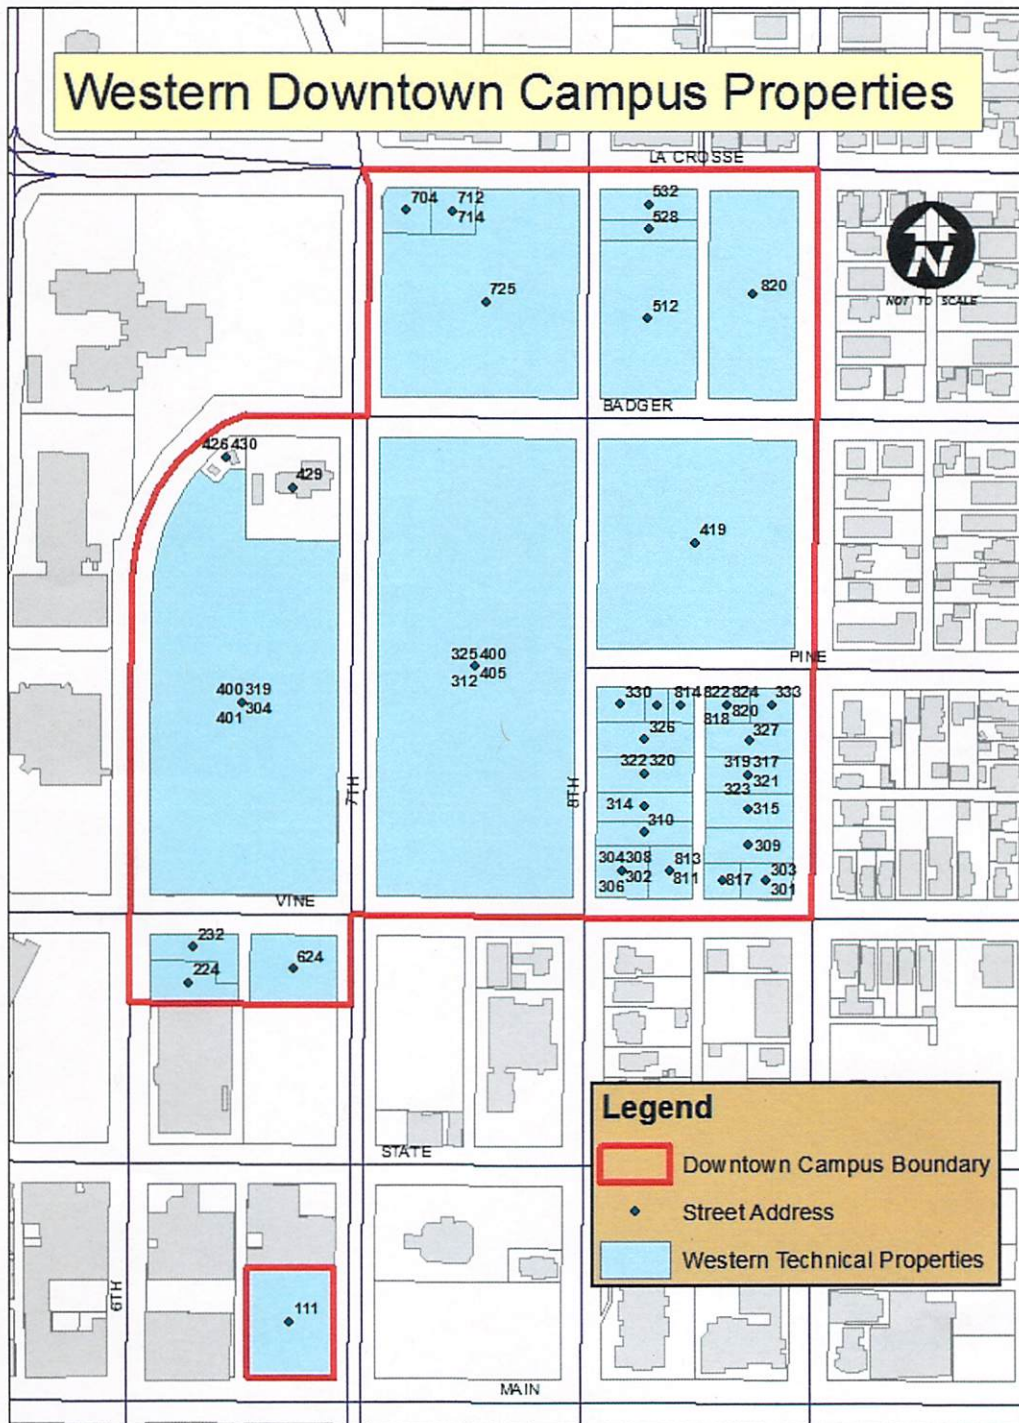 Western Downtown Campus Properties
LA CROSSE
704
712
714
532
528
725
512
820
N
NOT TO SCALE
BADGER
426 430
429
419
325 400
312 405
400 319
401 304
PINE
330
814
822 824
818 820
333
326
327
322 320
319 317
323 321
314
315
310
309
304 308
306 302
813
811
817
303
301
7TH
8TH
VINE
232
224
624
STATE
6TH
111
MAIN
Legend
Downtown Campus Boundary
Street Address
Western Technical Properties